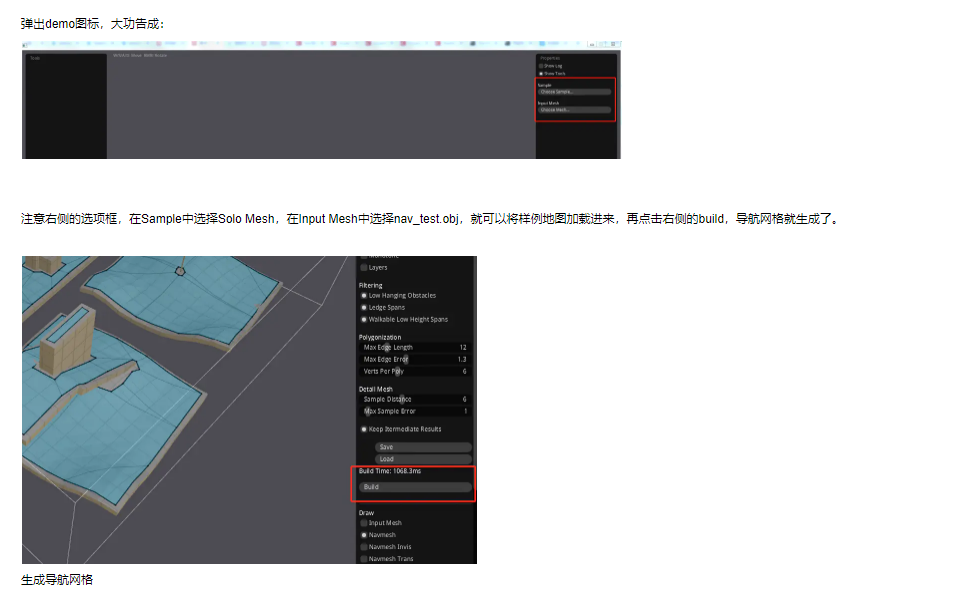 弹出demo图标，大功告成：
Tools
Properties
Show Log
Show Tools
Sample
Choose Sample...
Input Mesh
Choose Mesh...
注意右侧的选项框，在Sample中选择Solo Mesh，在Input Mesh中选择nav_test.obj，就可以将样例地图加载进来，再点击右侧的build，导航网格就生成了。
Monotone
Layers
Filtering
Low Hanging Obstacles
Ledge Spans
Walkable Low Height Spans
Polygonization
Max Edge Length 12
Max Edge Error 1.3
Verts Per Poly 6
Detail Mesh
Sample Distance 6
Max Sample Error 1
Keep Itermediate Results
Save
Load
Build Time: 1068.3ms
Build
Draw
Input Mesh
Navmesh
Navmesh Invis
Navmesh Trans
生成导航网格